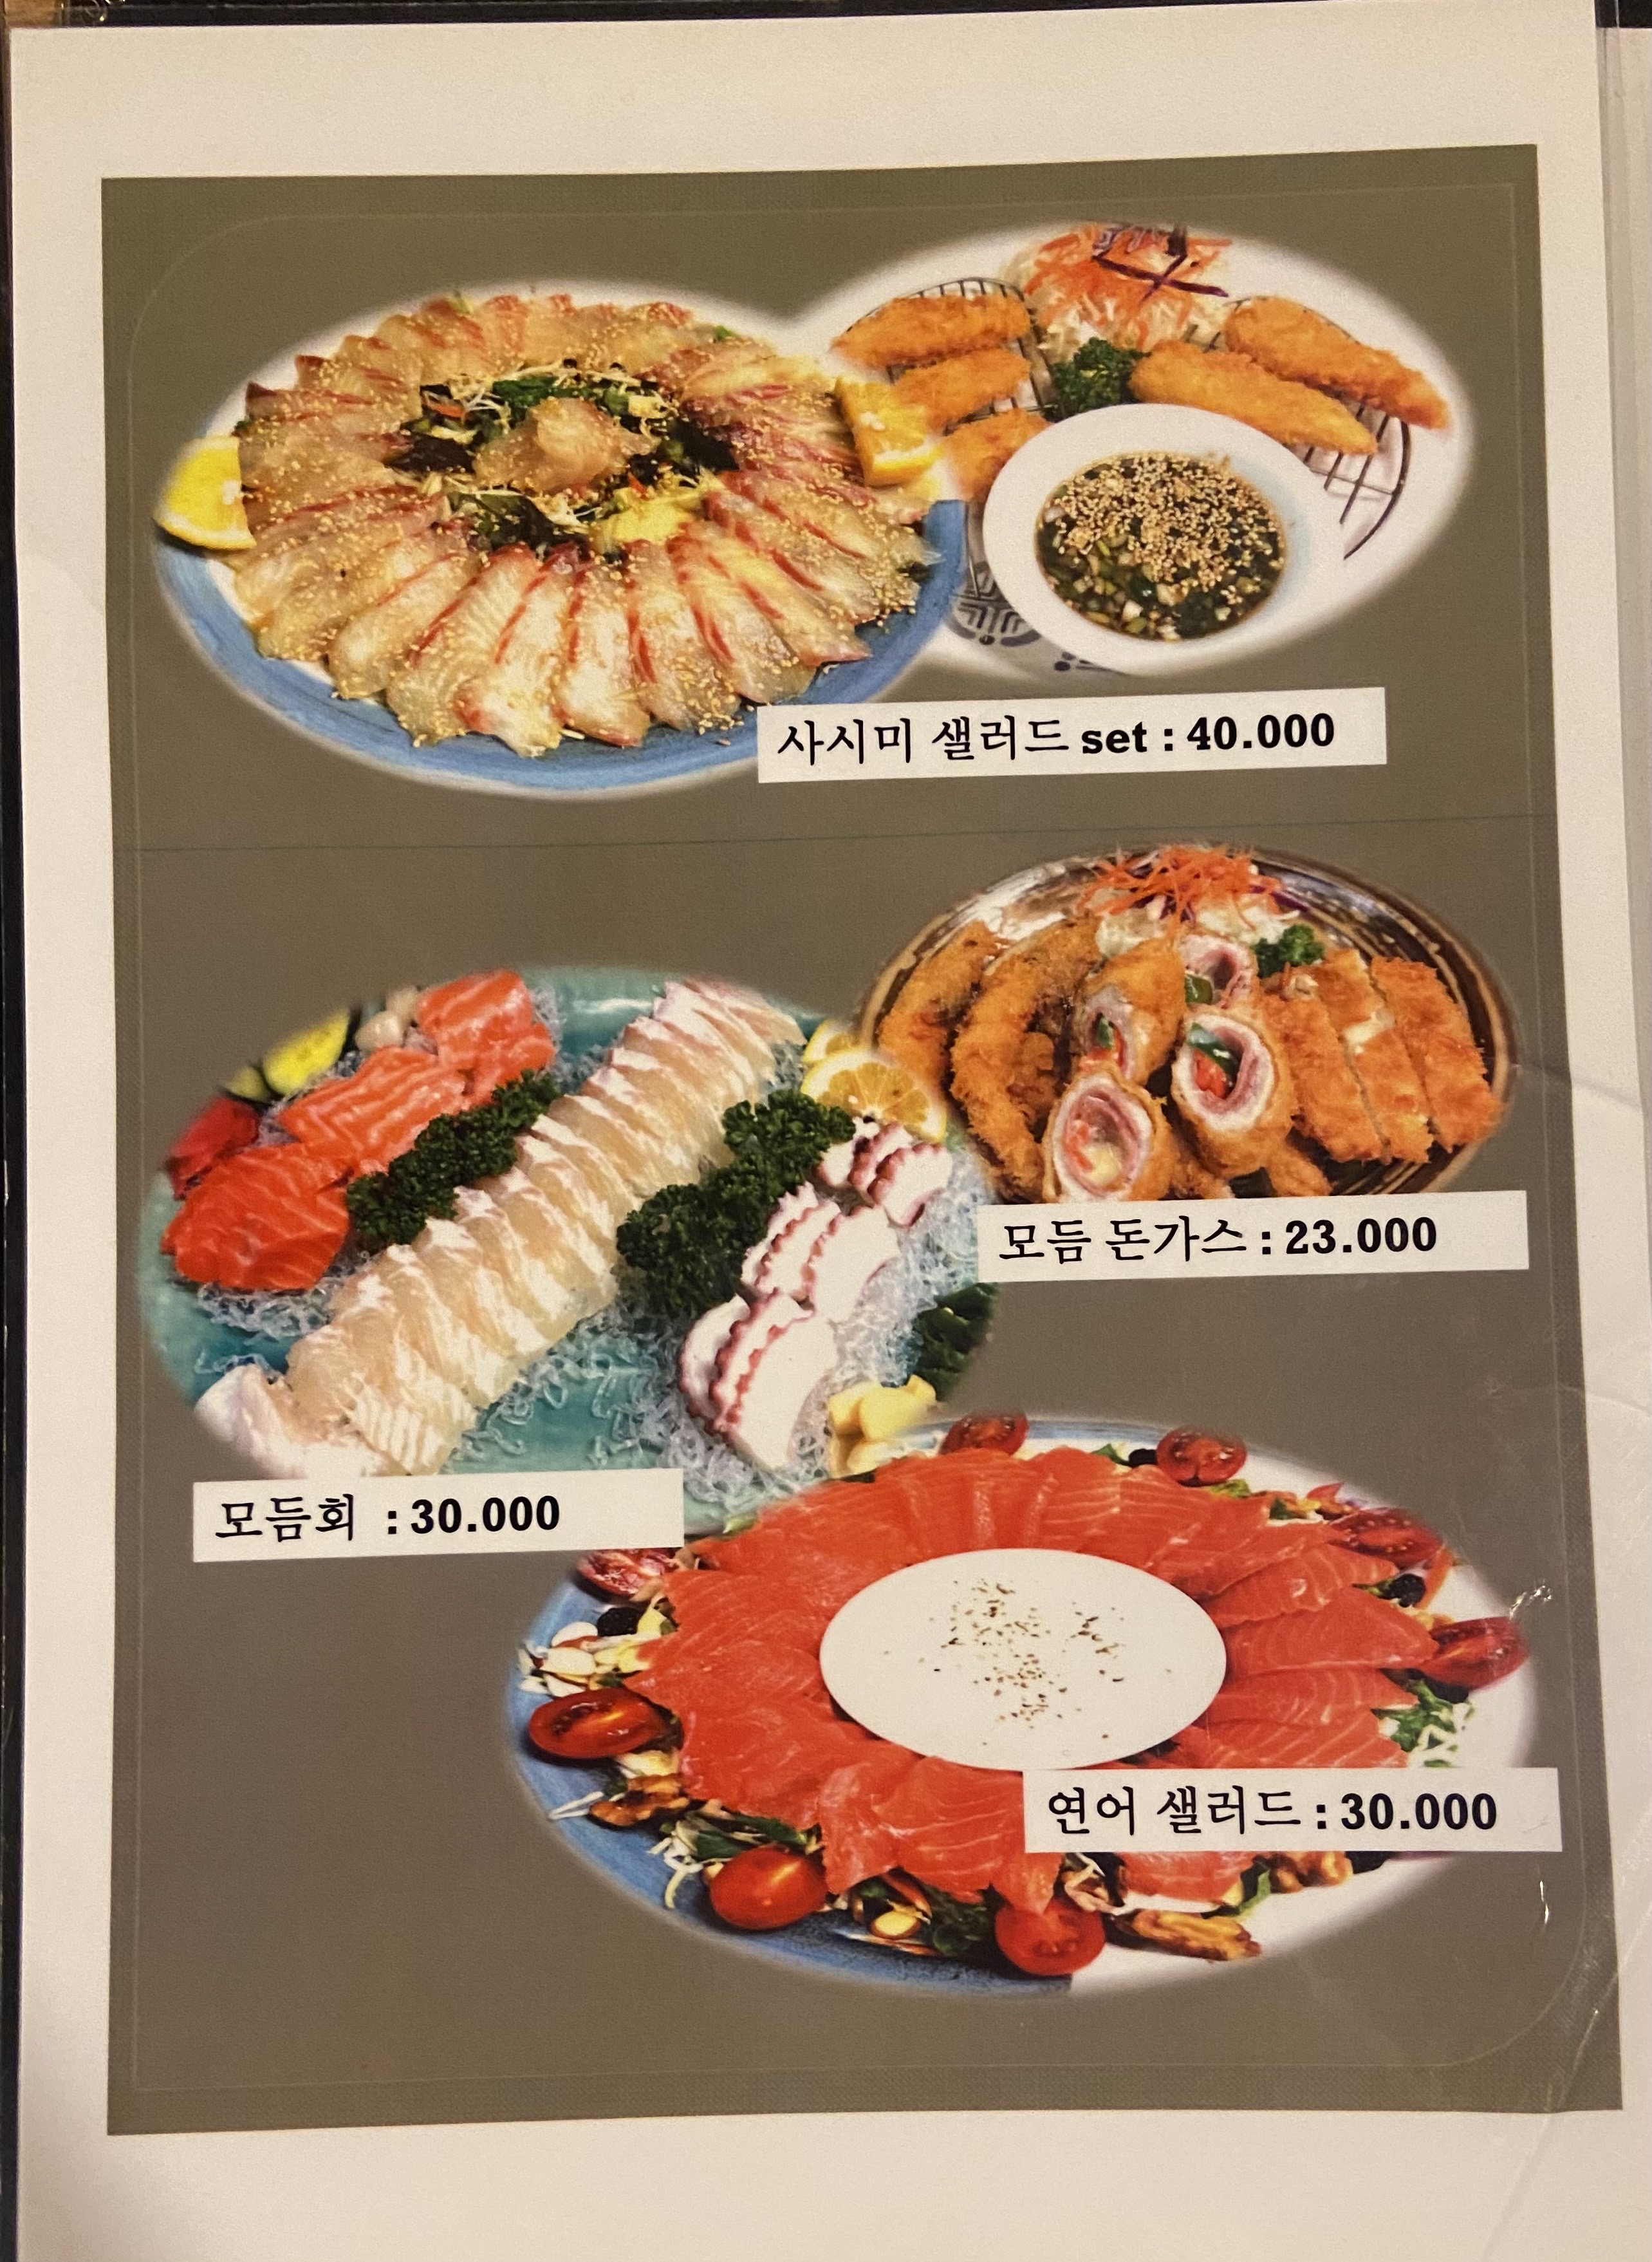 사시미 샐러드 set : 40.000
모듬 돈가스 : 23.000
모듬회 : 30.000
연어 샐러드 : 30.000